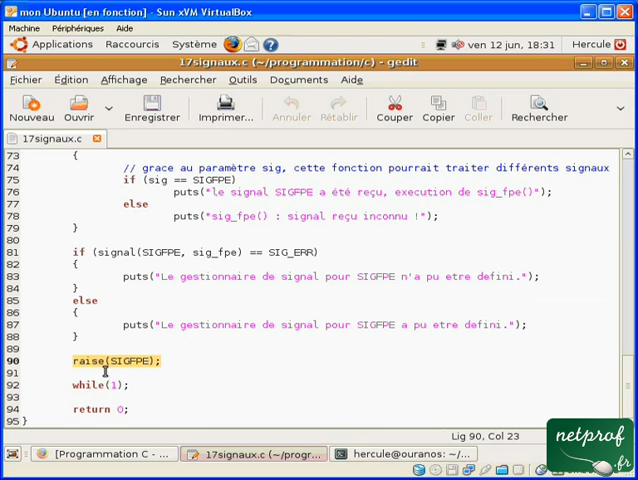 mon Ubuntu [en fonction] - Sun xVM VirtualBox
Machine Périphériques Aide
Applications Raccourcis Système ven 12 jun, 18:31 Hercule
17signaux.c (~/programmation/c) - gedit
Fichier Édition Affichage Rechercher Outils Documents Aide
Nouveau Ouvrir Enregistrer Imprimer... Annuler Rétablir Couper Copier Coller Rechercher
17signaux.c
73 {
74 // grace au paramètre sig, cette fonction pourrait traiter différents signaux
75 if (sig == SIGFPE)
76 puts("le signal SIGFPE a été reçu, execution de sig_fpe()");
77 else
78 puts("sig_fpe() : signal reçu inconnu !");
79 }
80
81 if (signal(SIGFPE, sig_fpe) == SIG_ERR)
82 {
83 puts("Le gestionnaire de signal pour SIGFPE n'a pu etre defini.");
84 }
85 else
86 {
87 puts("Le gestionnaire de signal pour SIGFPE a pu etre defini.");
88 }
89
90 raise(SIGFPE);
91
92 while(1);
93
94 return 0;
95 }
Lig 90, Col 23
[Programmation C - ... 17signaux.c (~/progr... hercule@ouranos: ~/...
netprof
.fr